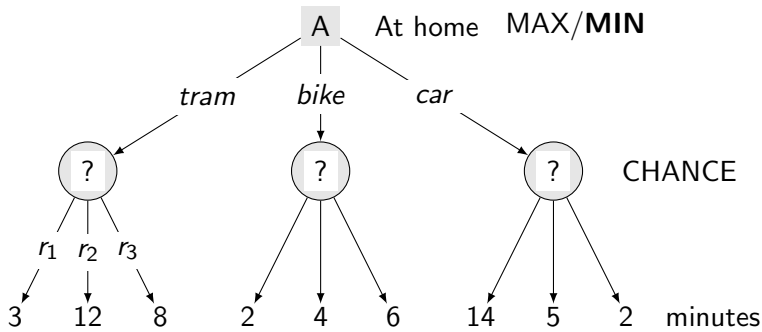 A At home MAX/MIN
tram bike car
? ? ? CHANCE
r1 r2 r3
3 12 8 2 4 6 14 5 2 minutes